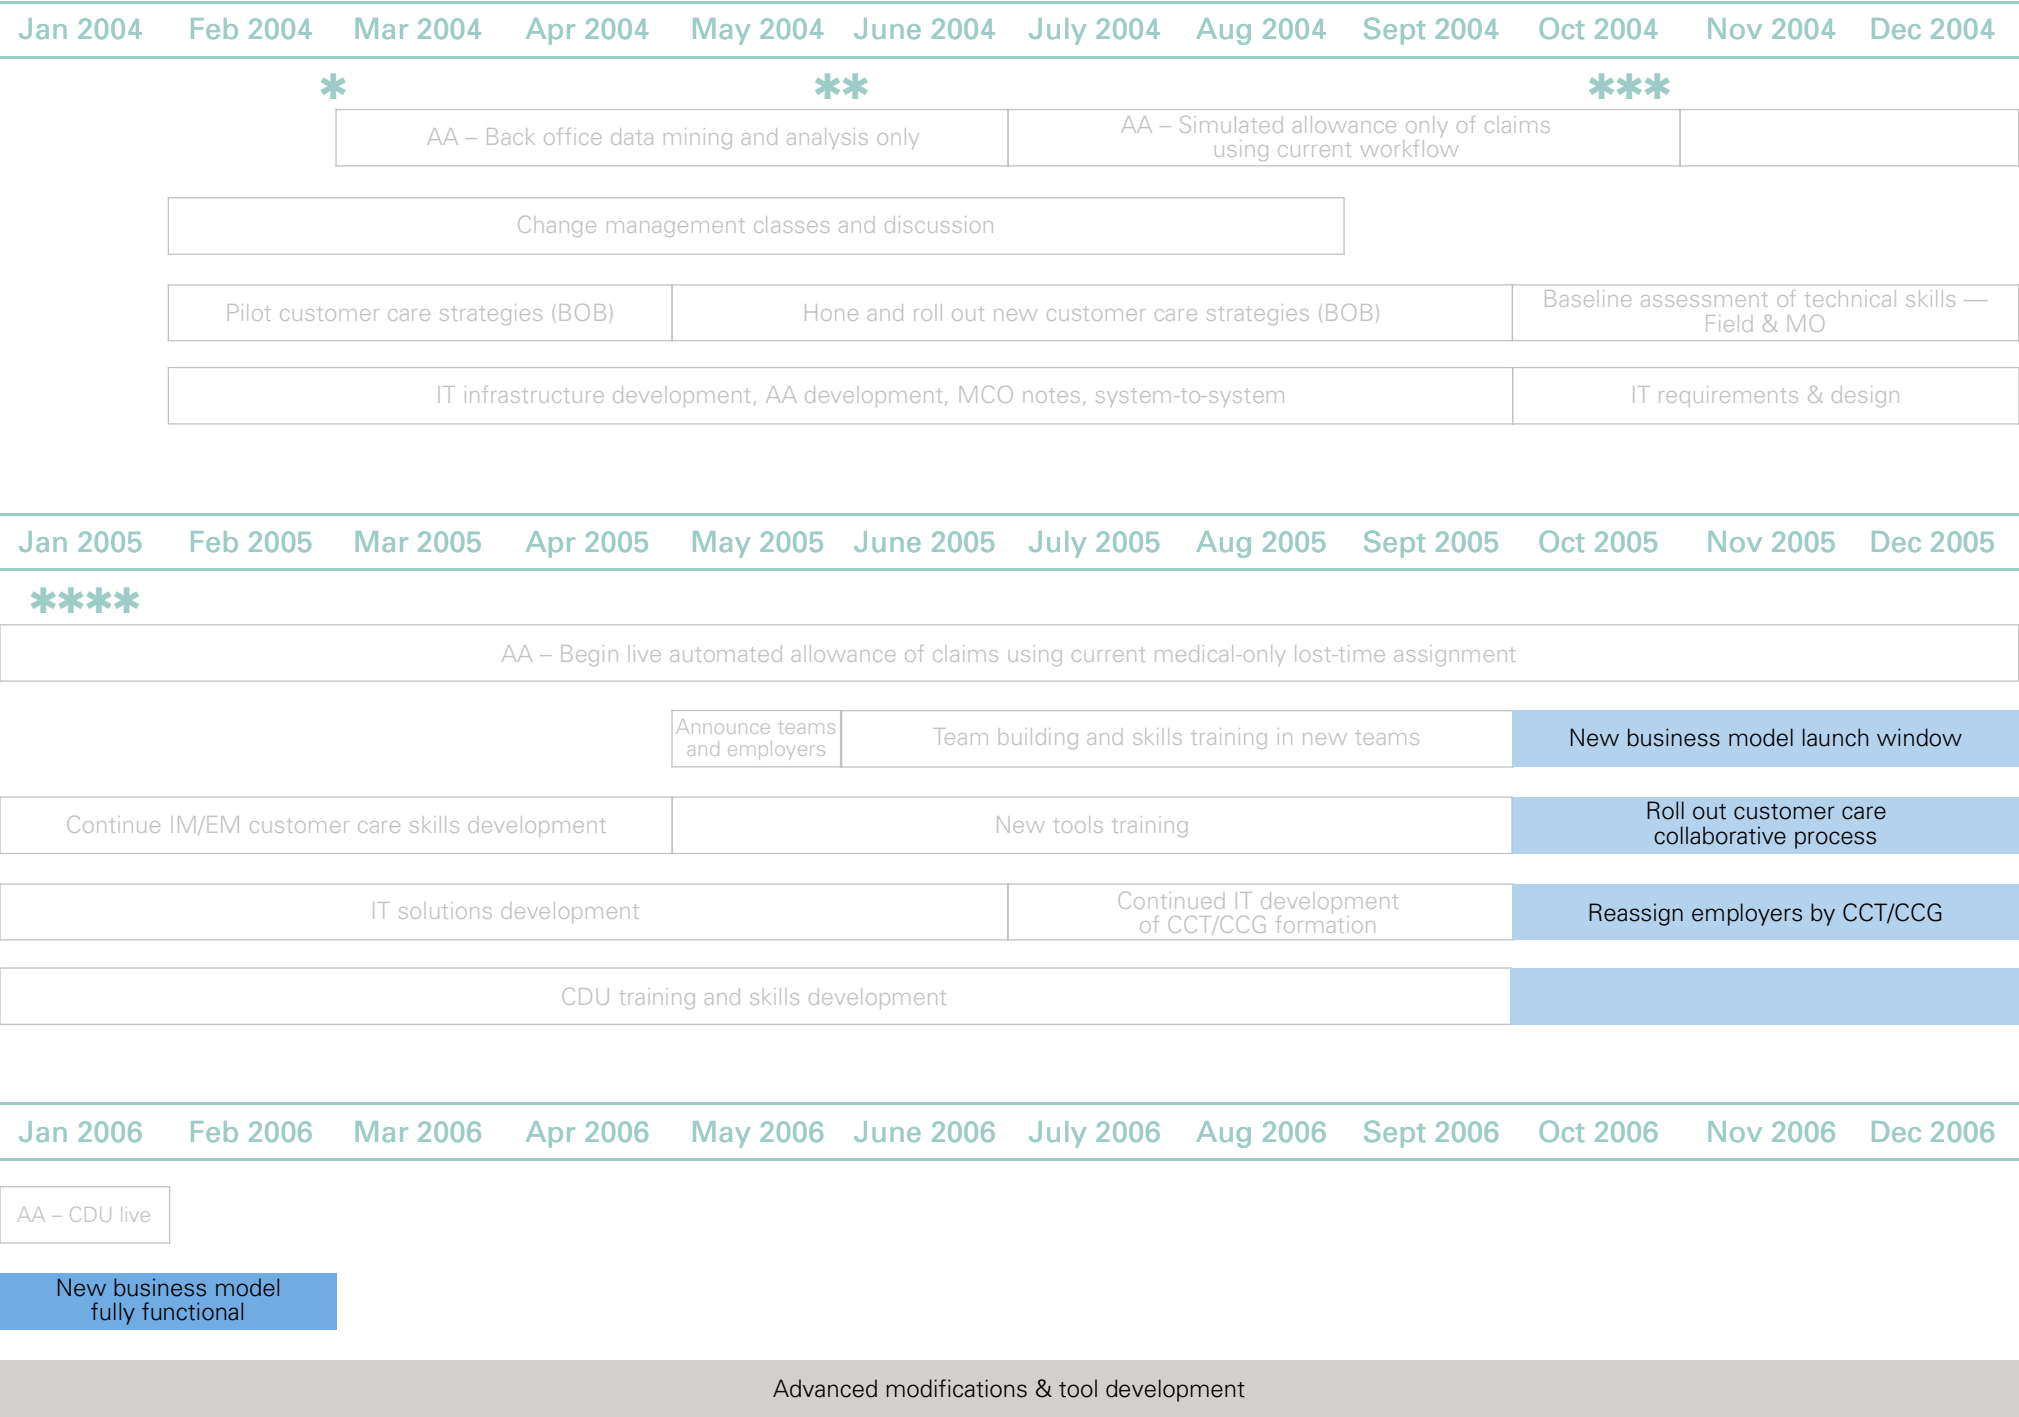 Jan 2004 Feb 2004 Mar 2004 Apr 2004 May 2004 June 2004 July 2004 Aug 2004 Sept 2004 Oct 2004 Nov 2004 Dec 2004
* ** ***
AA – Back office data mining and analysis only
AA – Simulated allowance only of claims
using current workflow
Change management classes and discussion
Pilot customer care strategies (BOB)
Hone and roll out new customer care strategies (BOB)
Baseline assessment of technical skills —
Field & MO
IT infrastructure development, AA development, MCO notes, system-to-system
IT requirements & design
Jan 2005 Feb 2005 Mar 2005 Apr 2005 May 2005 June 2005 July 2005 Aug 2005 Sept 2005 Oct 2005 Nov 2005 Dec 2005
****
AA – Begin live automated allowance of claims using current medical-only lost-time assignment
Announce teams
and employers
Team building and skills training in new teams
New business model launch window
Continue IM/EM customer care skills development
New tools training
Roll out customer care
collaborative process
IT solutions development
Continued IT development
of CCT/CCG formation
Reassign employers by CCT/CCG
CDU training and skills development
Jan 2006 Feb 2006 Mar 2006 Apr 2006 May 2006 June 2006 July 2006 Aug 2006 Sept 2006 Oct 2006 Nov 2006 Dec 2006
AA – CDU live
New business model
fully functional
Advanced modifications & tool development